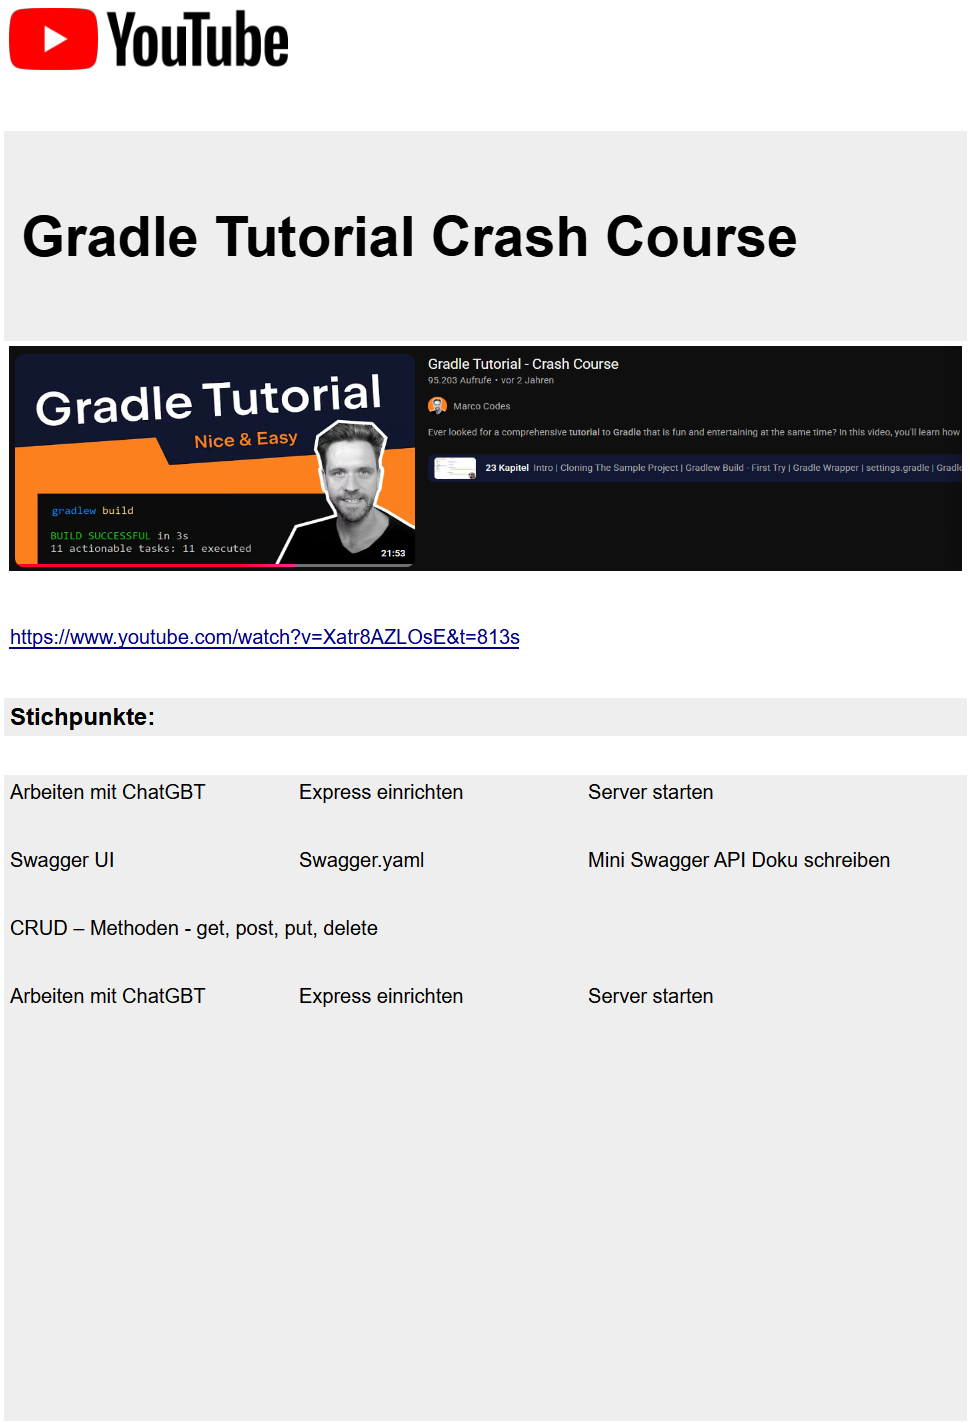 YouTube
Gradle Tutorial Crash Course
Gradle Tutorial
Nice & Easy
gradlew build
BUILD SUCCESSFUL in 3s
11 actionable tasks: 11 executed
21:53
Gradle Tutorial - Crash Course
95.203 Aufrufe • vor 2 Jahren
Marco Codes
Ever looked for a comprehensive tutorial to Gradle that is fun and entertaining at the same time? In this video, you'll learn how
23 Kapitel Intro | Cloning The Sample Project | Gradlew Build - First Try | Gradle Wrapper | settings.gradle | Gradle
https://www.youtube.com/watch?v=Xatr8AZLOsE&t=813s
Stichpunkte:
Arbeiten mit ChatGBT Express einrichten Server starten
Swagger UI Swagger.yaml Mini Swagger API Doku schreiben
CRUD – Methoden - get, post, put, delete
Arbeiten mit ChatGBT Express einrichten Server starten